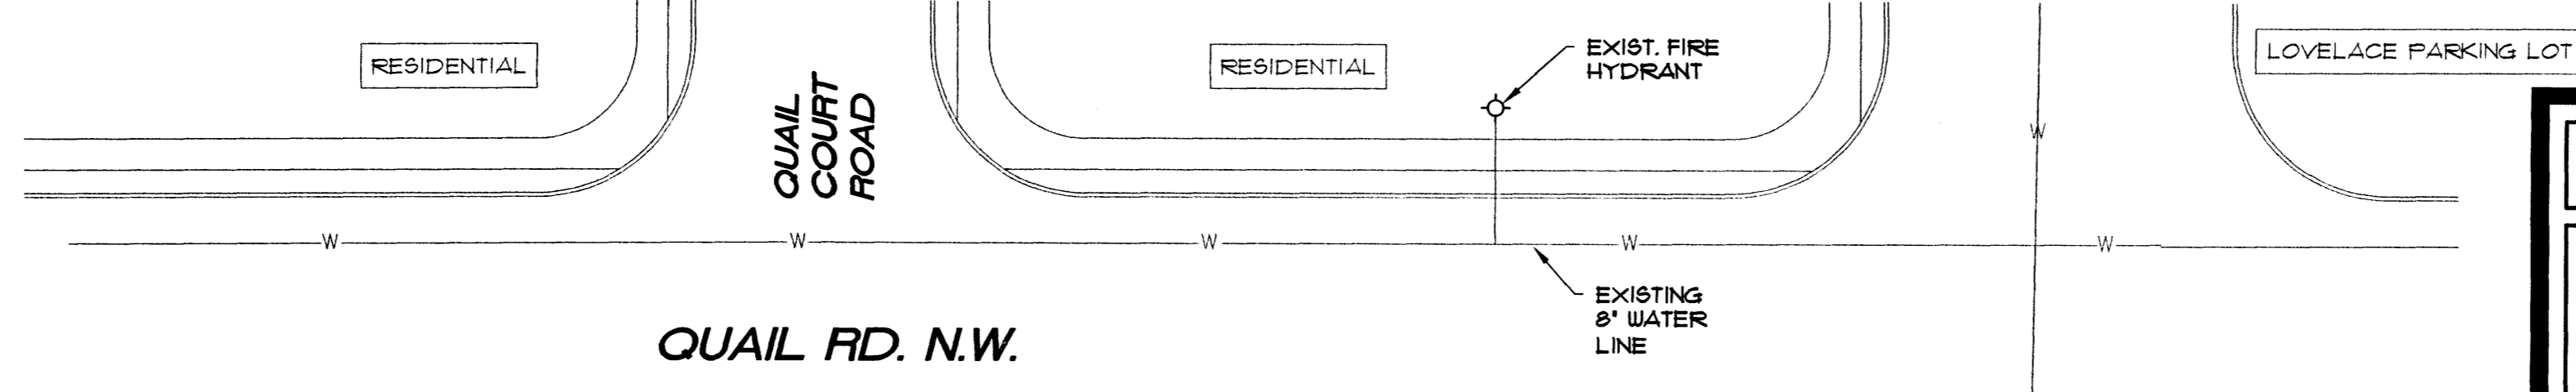 RESIDENTIAL
QUAIL
COURT
ROAD
RESIDENTIAL
EXIST. FIRE
HYDRANT
LOVELACE PARKING LOT
W
W
W
W
W
W
EXISTING
8" WATER
LINE
QUAIL RD. N.W.